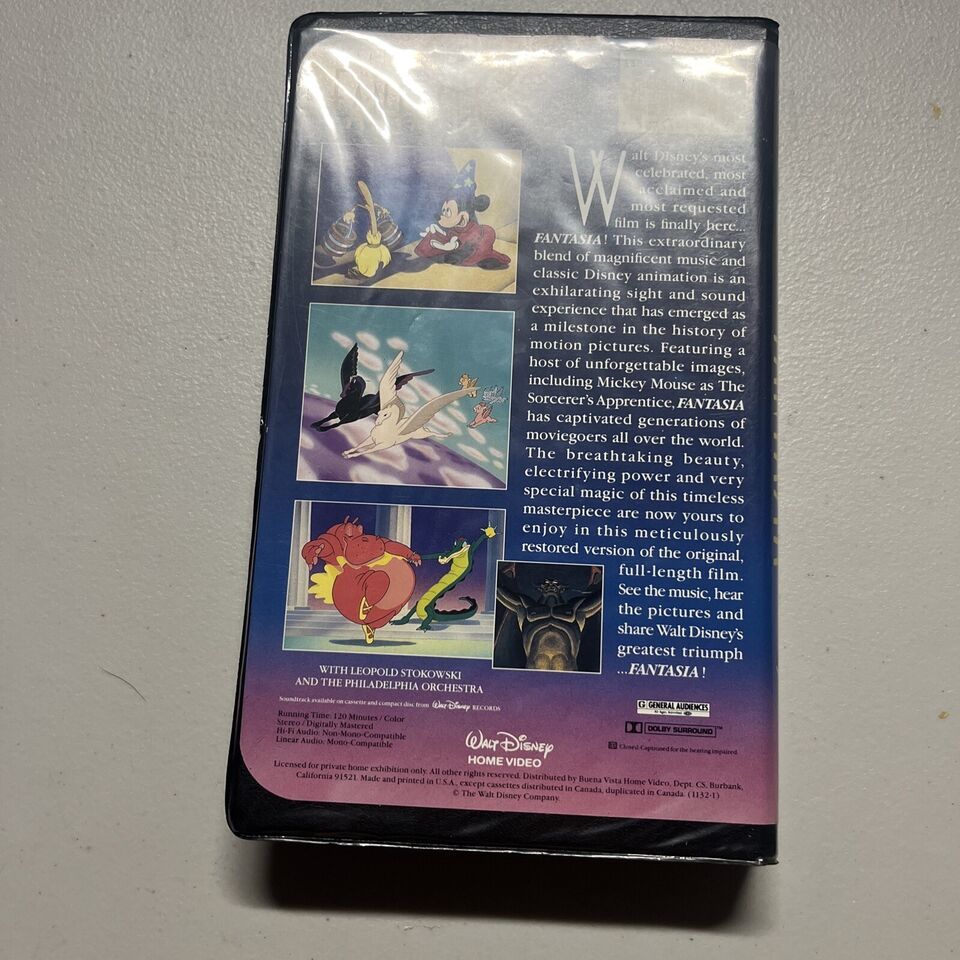 Walt Disney's most
celebrated, most
acclaimed and
most requested
film is finally here...
FANTASIA! This extraordinary
blend of magnificent music and
classic Disney animation is an
exhilarating sight and sound
experience that has emerged as
a milestone in the history of
motion pictures. Featuring a
host of unforgettable images,
including Mickey Mouse as The
Sorcerer's Apprentice, FANTASIA
has captivated generations of
moviegoers all over the world.
The breathtaking beauty,
electrifying power and very
special magic of this timeless
masterpiece are now yours to
enjoy in this meticulously
restored version of the original,
full-length film.
See the music, hear
the pictures and
share Walt Disney's
greatest triumph
...FANTASIA!
WITH LEOPOLD STOKOWSKI
AND THE PHILADELPHIA ORCHESTRA
Soundtrack available on cassette and compact disc from Walt Disney RECORDS
Running Time: 120 Minutes / Color
Stereo / Digitally Mastered
Hi-Fi Audio: Non-Mono-Compatible
Linear Audio: Mono-Compatible
WALT DISNEY
HOME VIDEO
G GENERAL AUDIENCES
All Ages Admitted
DOLBY SURROUND™
Closed-Captioned for the hearing impaired.
Licensed for private home exhibition only. All other rights reserved. Distributed by Buena Vista Home Video, Dept. CS, Burbank,
California 91521. Made and printed in U.S.A., except cassettes distributed in Canada, duplicated in Canada. (1132-1)
© The Walt Disney Company